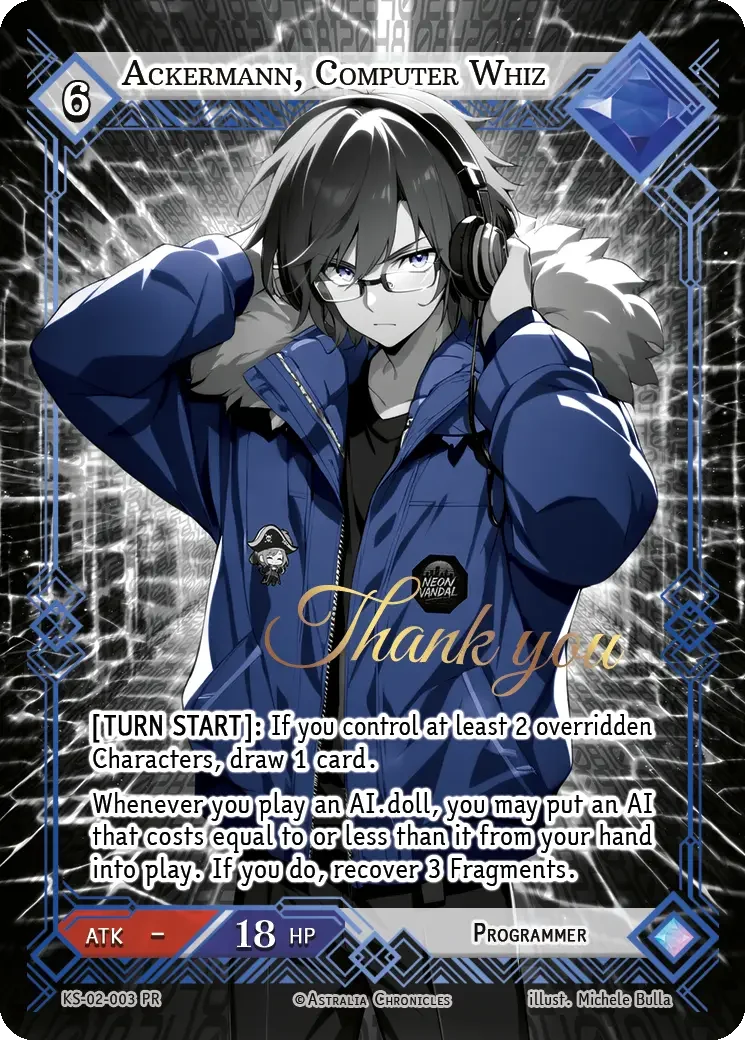 6
Ackermann, Computer Whiz
NEON
VANDAL
Thank you
[TURN START]: If you control at least 2 overridden
Characters, draw 1 card.
Whenever you play an AI.doll, you may put an AI
that costs equal to or less than it from your hand
into play. If you do, recover 3 Fragments.
ATK – 18 HP
Programmer
KS-02-003 PR
©Astralia Chronicles
illust. Michele Bulla